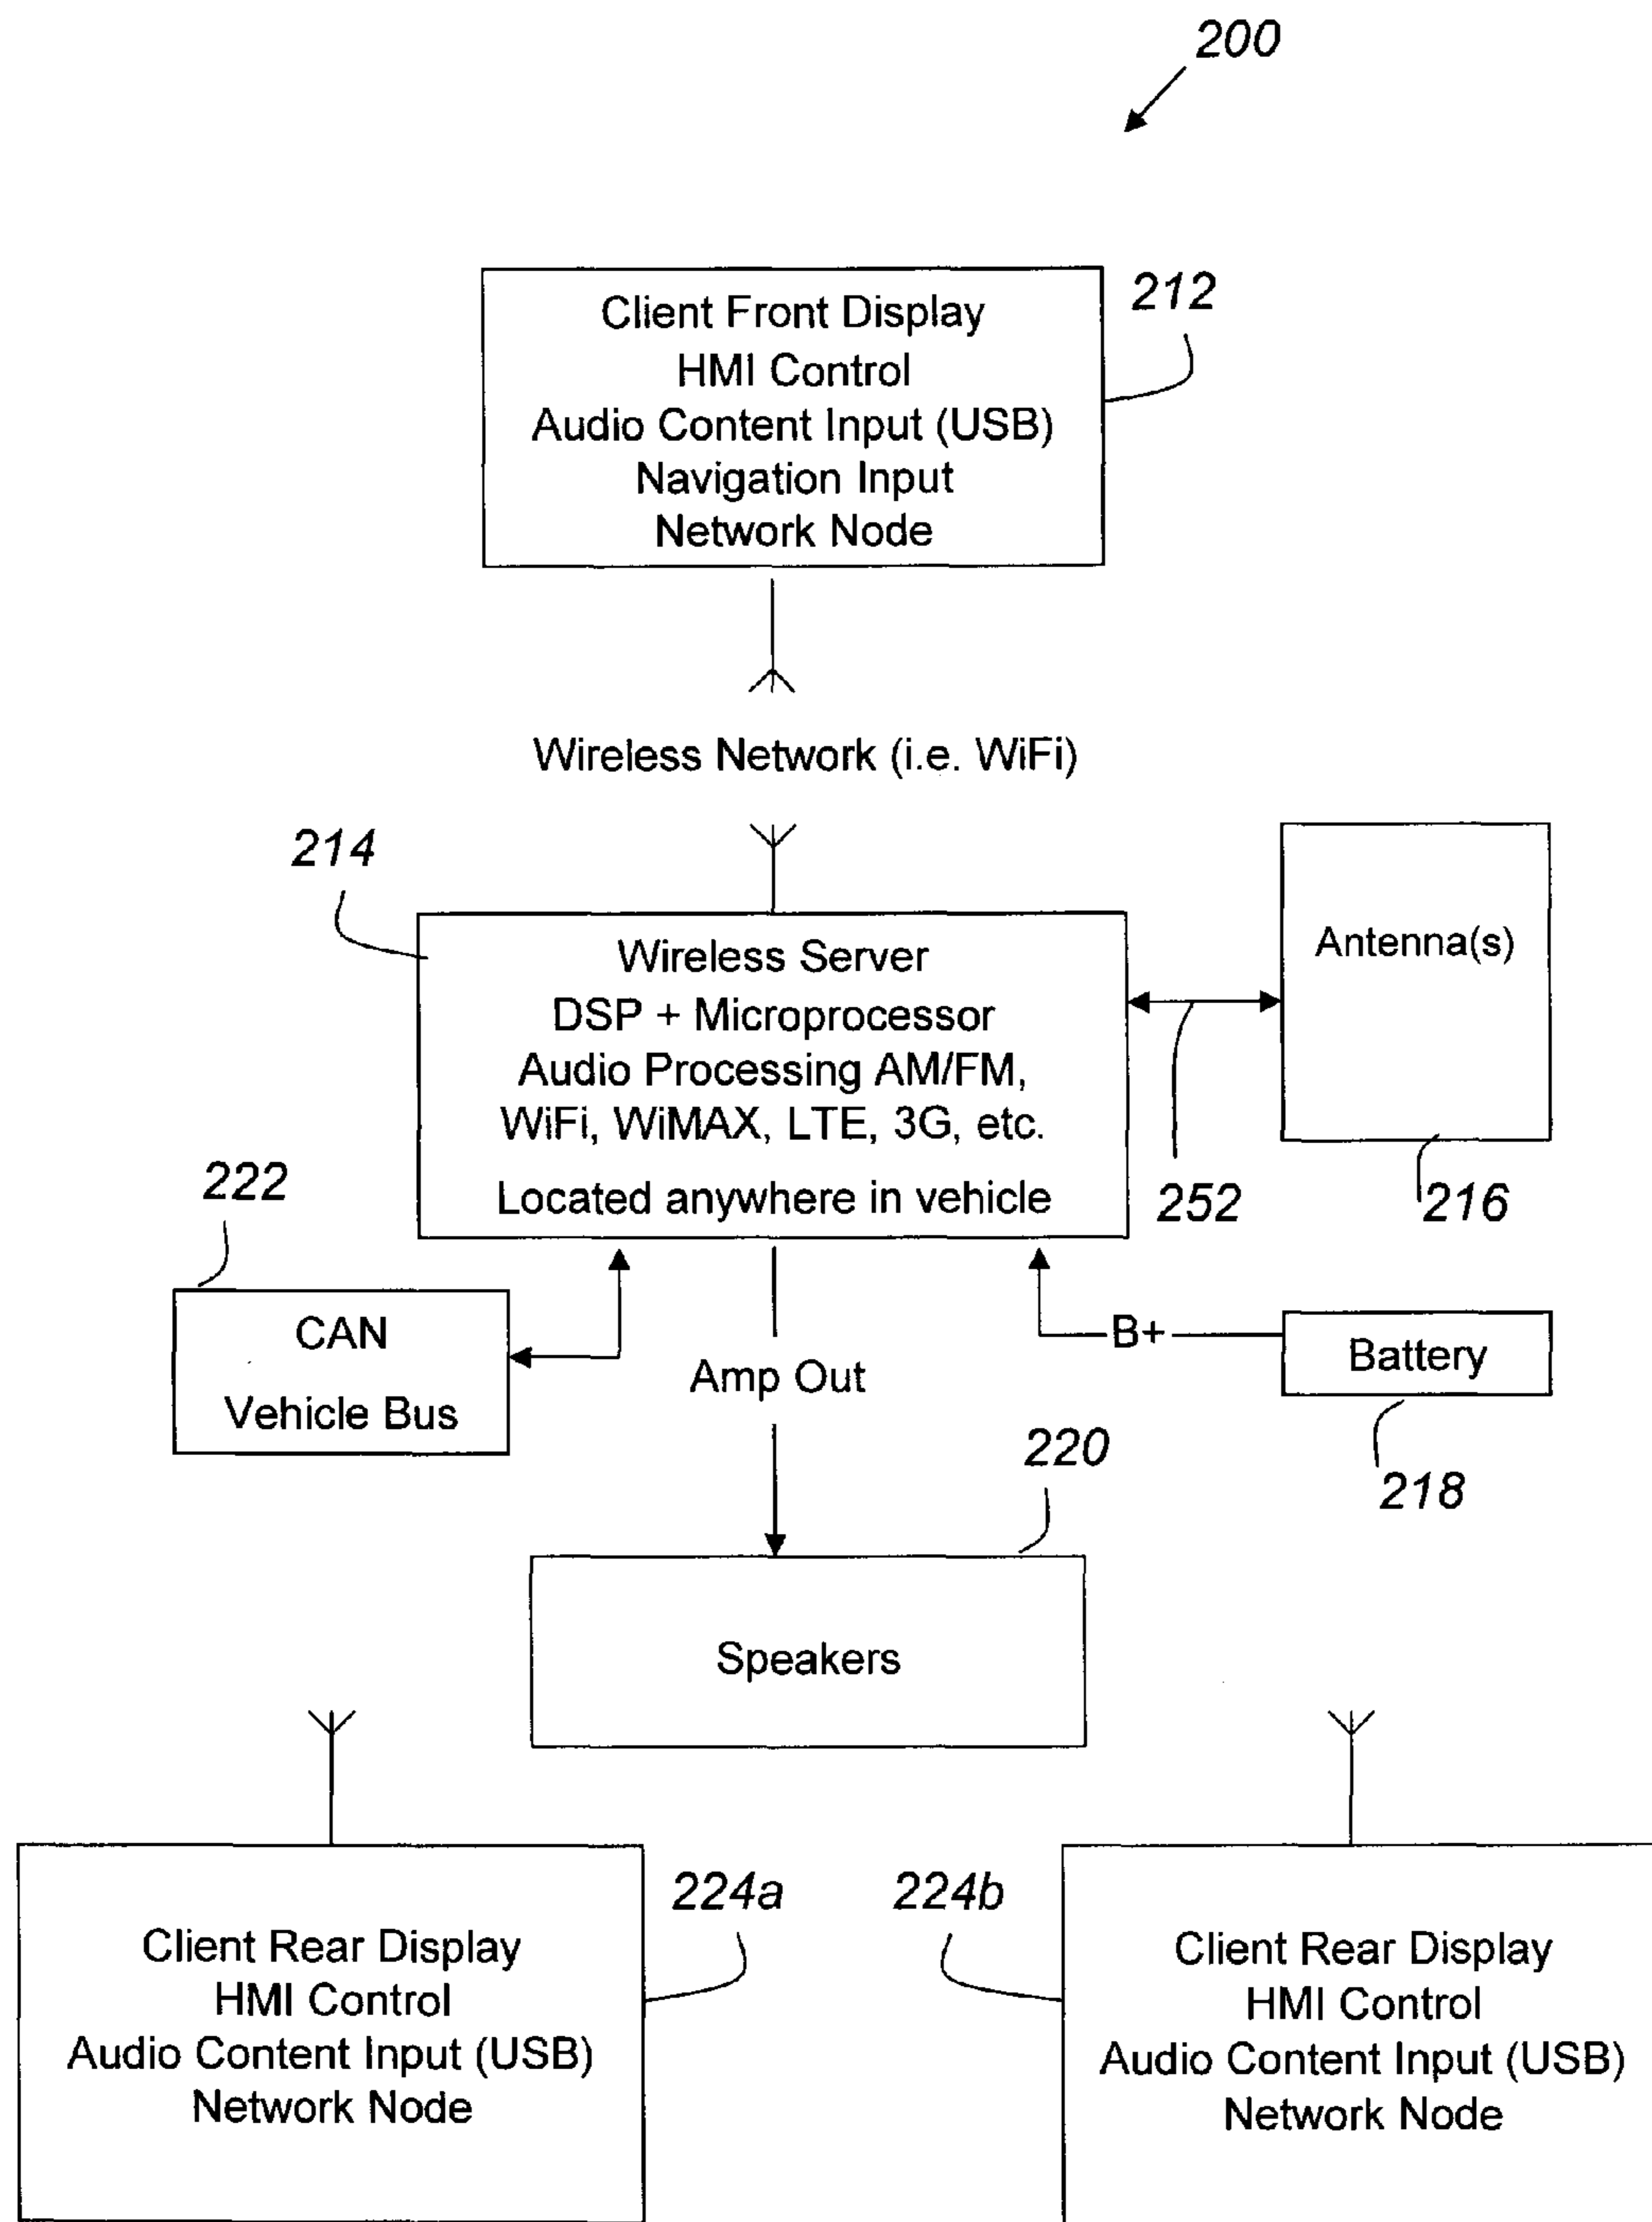 200
Client Front Display
HMI Control
Audio Content Input (USB)
Navigation Input
Network Node
212
Wireless Network (i.e. WiFi)
214
Wireless Server
DSP + Microprocessor
Audio Processing AM/FM,
WiFi, WiMAX, LTE, 3G, etc.
Located anywhere in vehicle
Antenna(s)
252
216
222
CAN
Vehicle Bus
Amp Out
B+
Battery
218
220
Speakers
224a
224b
Client Rear Display
HMI Control
Audio Content Input (USB)
Network Node
Client Rear Display
HMI Control
Audio Content Input (USB)
Network Node